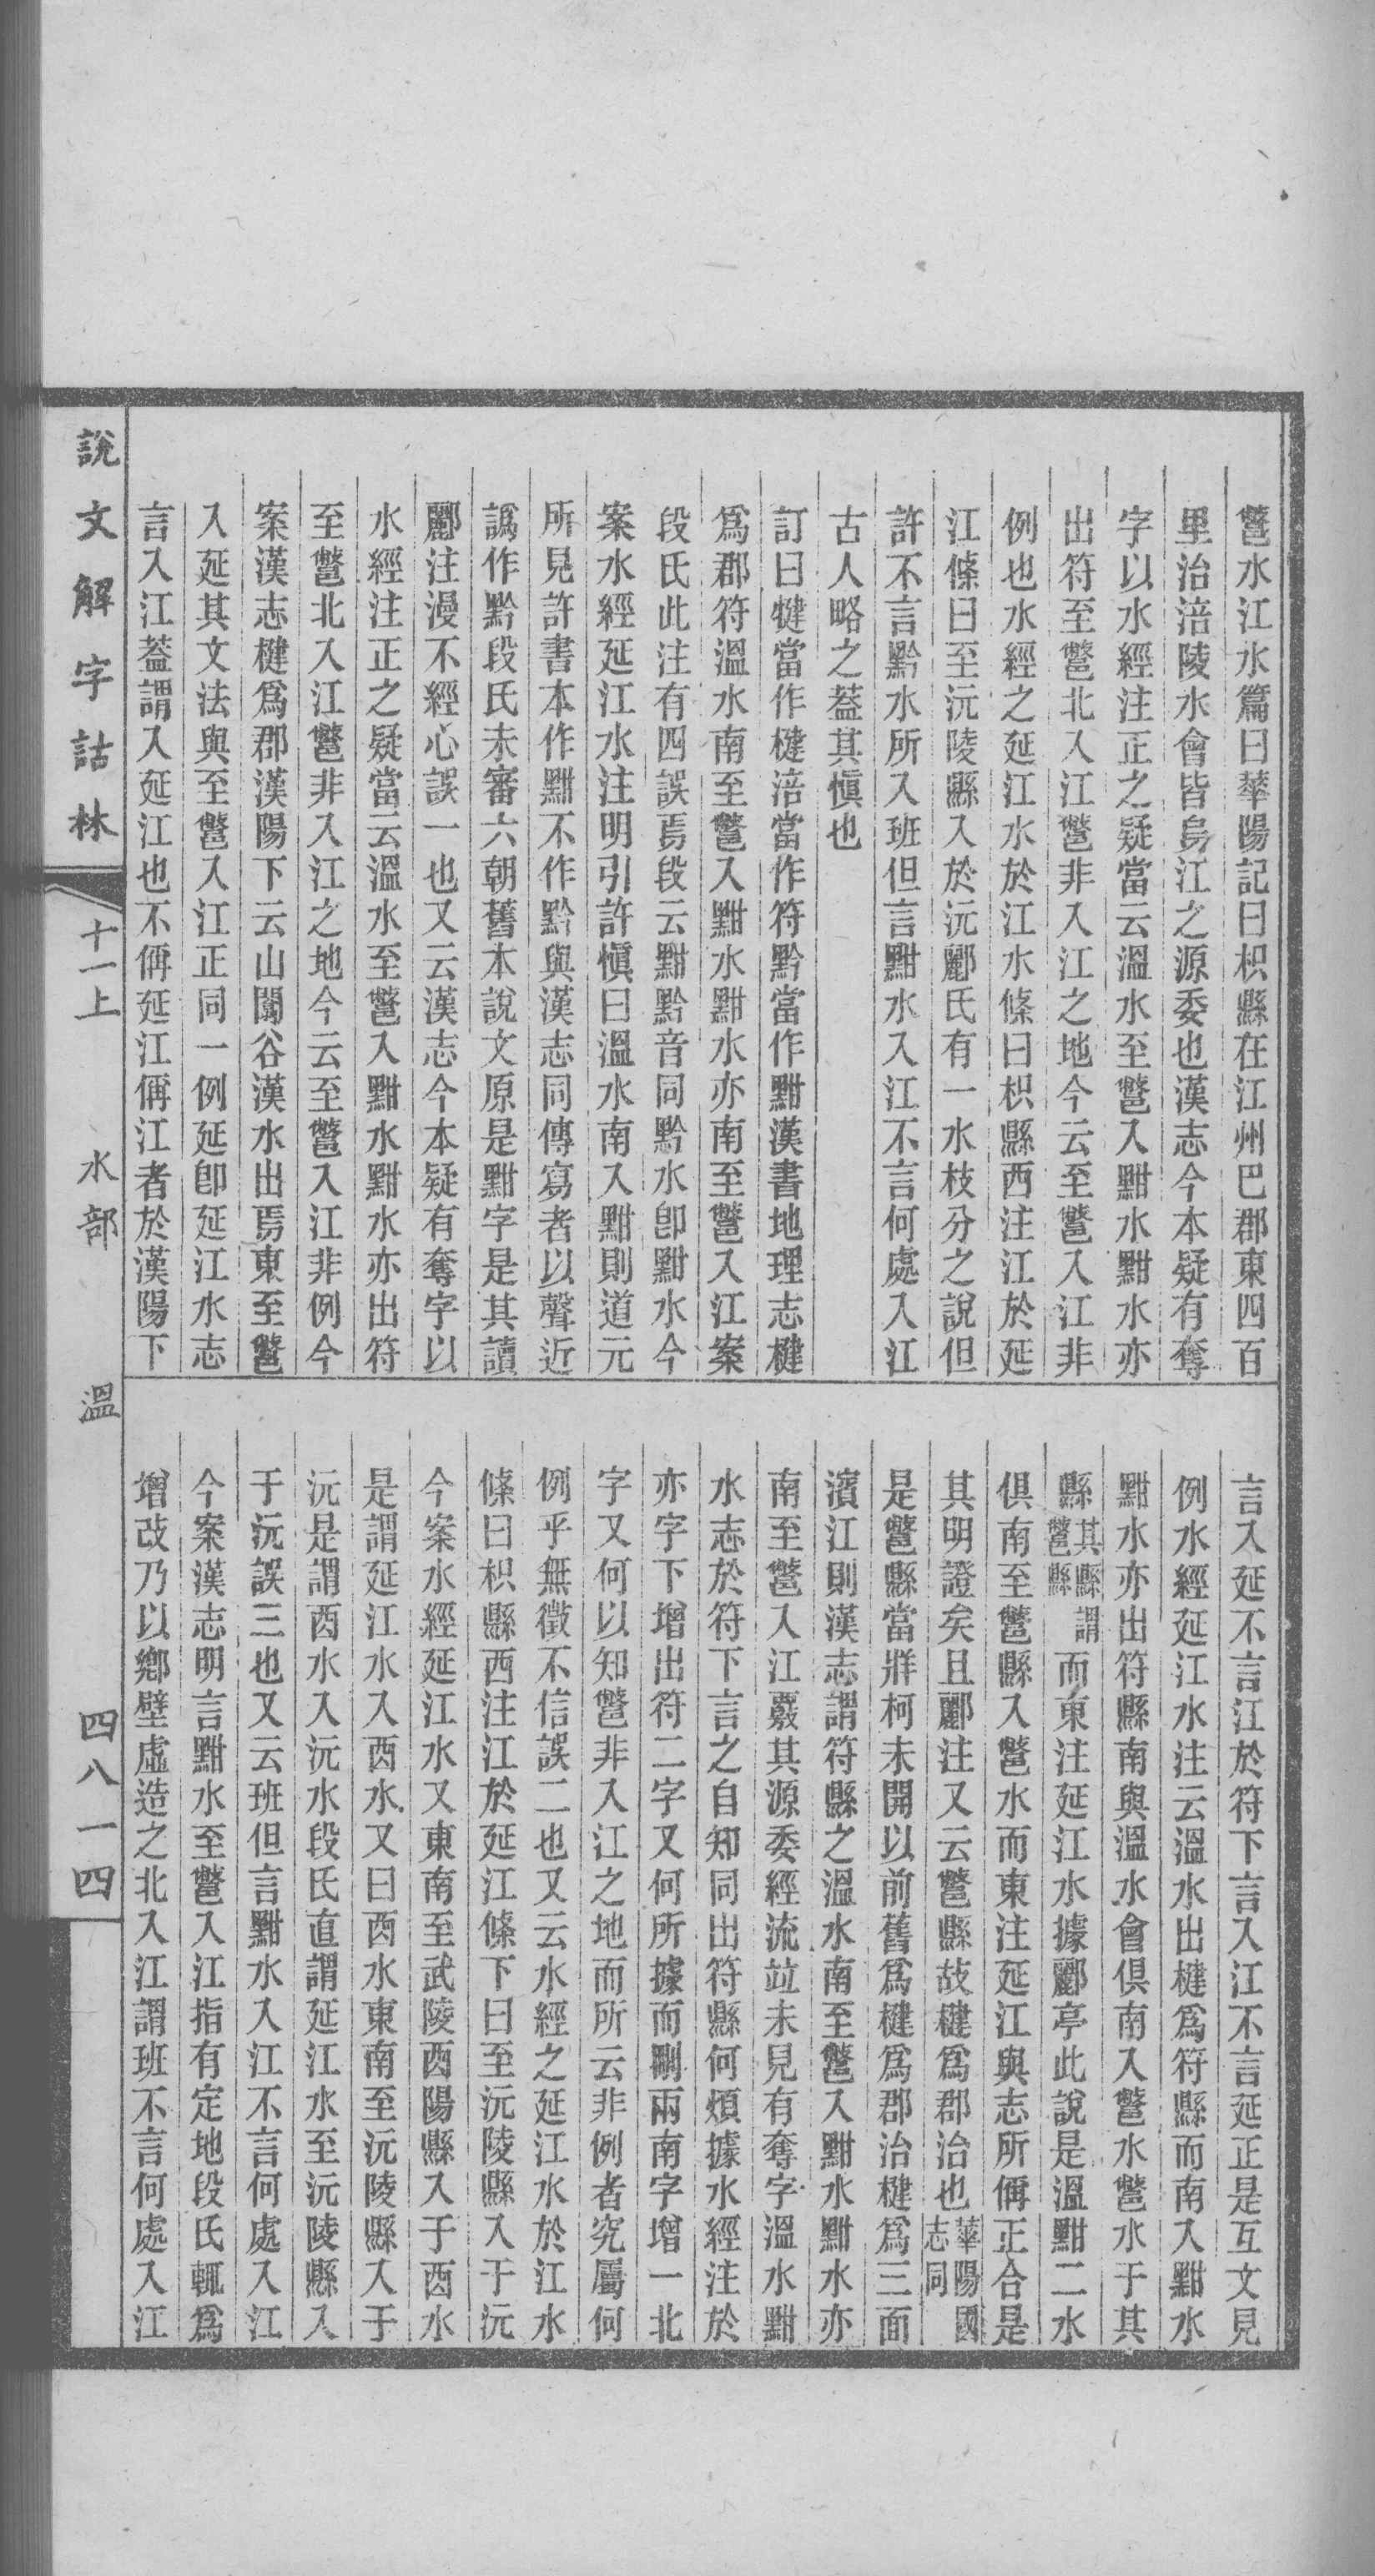 鄨水江水篇曰華陽記曰枳縣在江州巴郡東四百
里治涪陵水會皆烏江之源委也漢志今本疑有奪
字以水經注正之疑當云溫水至鄨入黚水黚水亦
出符至鄨北入江鄨非入江之地今云至鄨入江非
例也水經之延江水於江水條曰枳縣西注江於延
江條曰至沅陵縣入於沅酈氏有一水枝分之說但
許不言黔水所入班但言黚水入江不言何處入江
古人略之葢其愼也
訂曰犍當作楗涪當作符黔當作黚漢書地理志楗
爲郡符溫水南至鄨入黚水黚水亦南至鄨入江案
段氏此注有四誤焉段云黚黔音同黔水卽黚水今
案水經延江水注明引許愼曰溫水南入黚則道元
所見許書本作黚不作黔與漢志同傳寫者以聲近
譌作黔段氏未審六朝舊本說文原是黚字是其讀
酈注漫不經心誤一也又云漢志今本疑有奪字以
水經注正之疑當云溫水至鄨入黚水黚水亦出符
至鄨北入江鄨非入江之地今云至鄨入江非例今
案漢志楗爲郡漢陽下云山闟谷漢水出焉東至鄨
入延其文法與至鄨入江正同一例延卽延江水志
言入江葢謂入延江也不偁延江偁江者於漢陽下
言入延不言江於符下言入江不言延正是互文見
例水經延江水注云溫水出楗爲符縣而南入黚水
黚水亦出符縣南與溫水會俱南入鄨水鄨水于其
縣其縣謂鄨縣而東注延江水據酈亭此說是溫黚二水
俱南至鄨縣入鄨水而東注延江與志所偁正合是
其明證矣且酈注又云鄨縣故楗爲郡治也華陽國志同
是鄨縣當牂柯未開以前舊爲楗爲郡治楗爲三面
濱江則漢志謂符縣之溫水南至鄨入黚水黚水亦
南至鄨入江覈其源委經流竝未見有奪字溫水黚
水志於符下言之自知同出符縣何煩據水經注於
亦字下增出符二字又何所據而刪兩南字增一北
字又何以知鄨非入江之地而所云非例者究屬何
例乎無徵不信誤二也又云水經之延江水於江水
條曰枳縣西注江於延江條下曰至沅陵縣入于沅
今案水經延江水又東南至武陵酉陽縣入于酉水
是謂延江水入酉水又曰酉水東南至沅陵縣入于
沅是謂酉水入沅水段氏直謂延江水至沅陵縣入
于沅誤三也又云班但言黚水入江不言何處入江
今案漢志明言黚水至鄨入江指有定地段氏輒爲
增改乃以鄉壁虛造之北入江謂班不言何處入江
說文解字詁林 十一上 水部 溫 四八一四